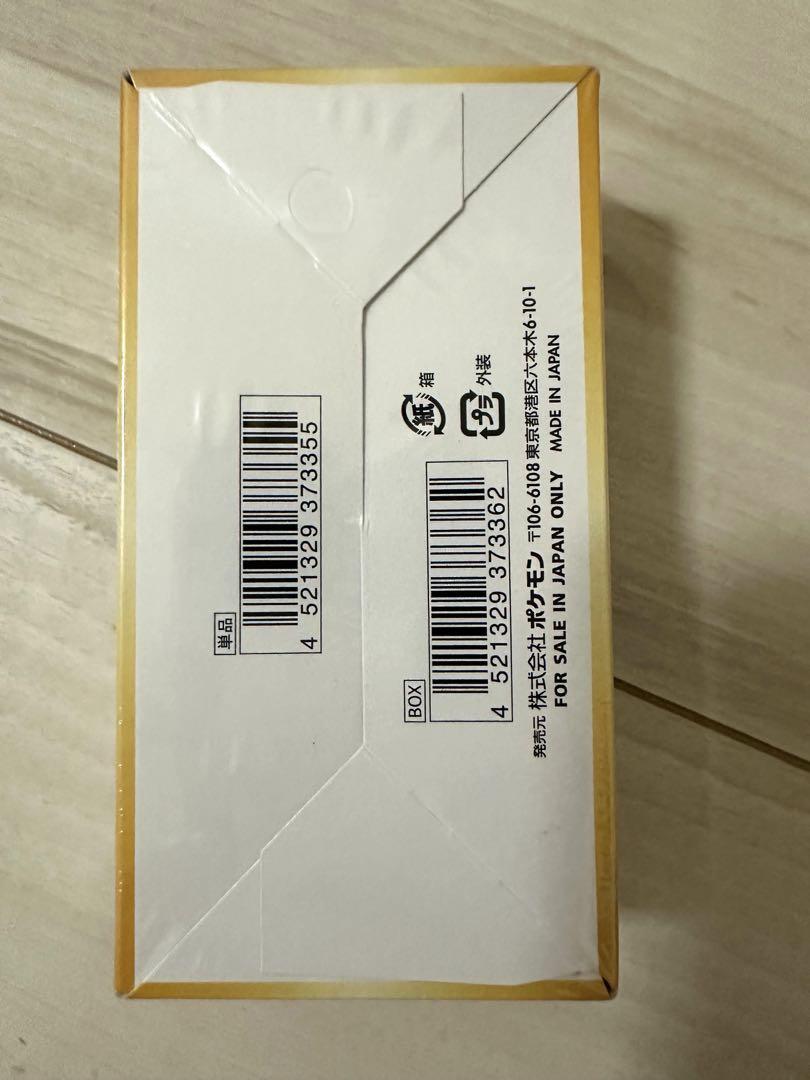 単品
4 521329 373355
BOX
4 521329 373362
紙 箱
プラ 外装
発売元 株式会社 ポケモン 〒106-6108 東京都港区六本木6-10-1
FOR SALE IN JAPAN ONLY MADE IN JAPAN